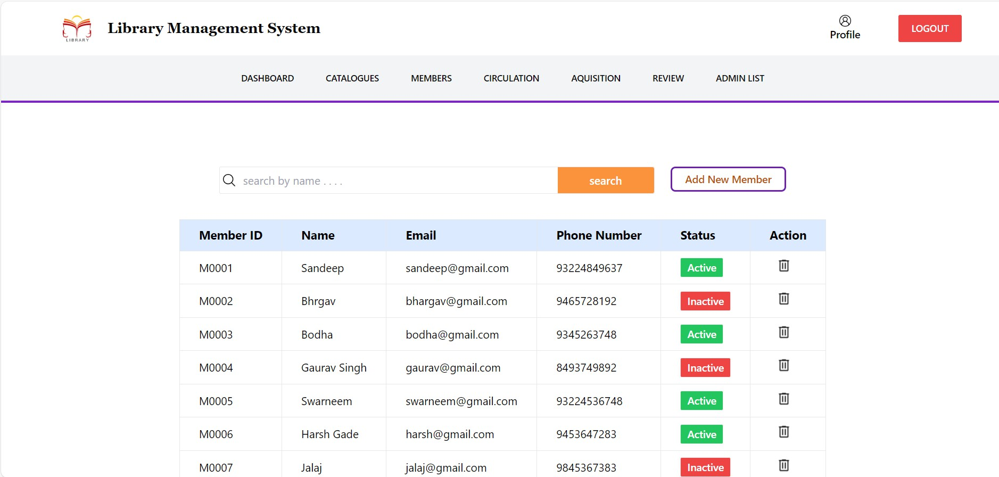 LIBRARY
Library Management System
Profile
LOGOUT
DASHBOARD CATALOGUES MEMBERS CIRCULATION AQUISITION REVIEW ADMIN LIST
search by name . . . .
search
Add New Member
Member ID Name Email Phone Number Status Action
M0001 Sandeep sandeep@gmail.com 93224849637 Active
M0002 Bhrgav bhargav@gmail.com 9465728192 Inactive
M0003 Bodha bodha@gmail.com 9345263748 Active
M0004 Gaurav Singh gaurav@gmail.com 8493749892 Inactive
M0005 Swarneem swarneem@gmail.com 93224536748 Active
M0006 Harsh Gade harsh@gmail.com 9453647283 Active
M0007 Jalaj jalaj@gmail.com 9845367383 Inactive